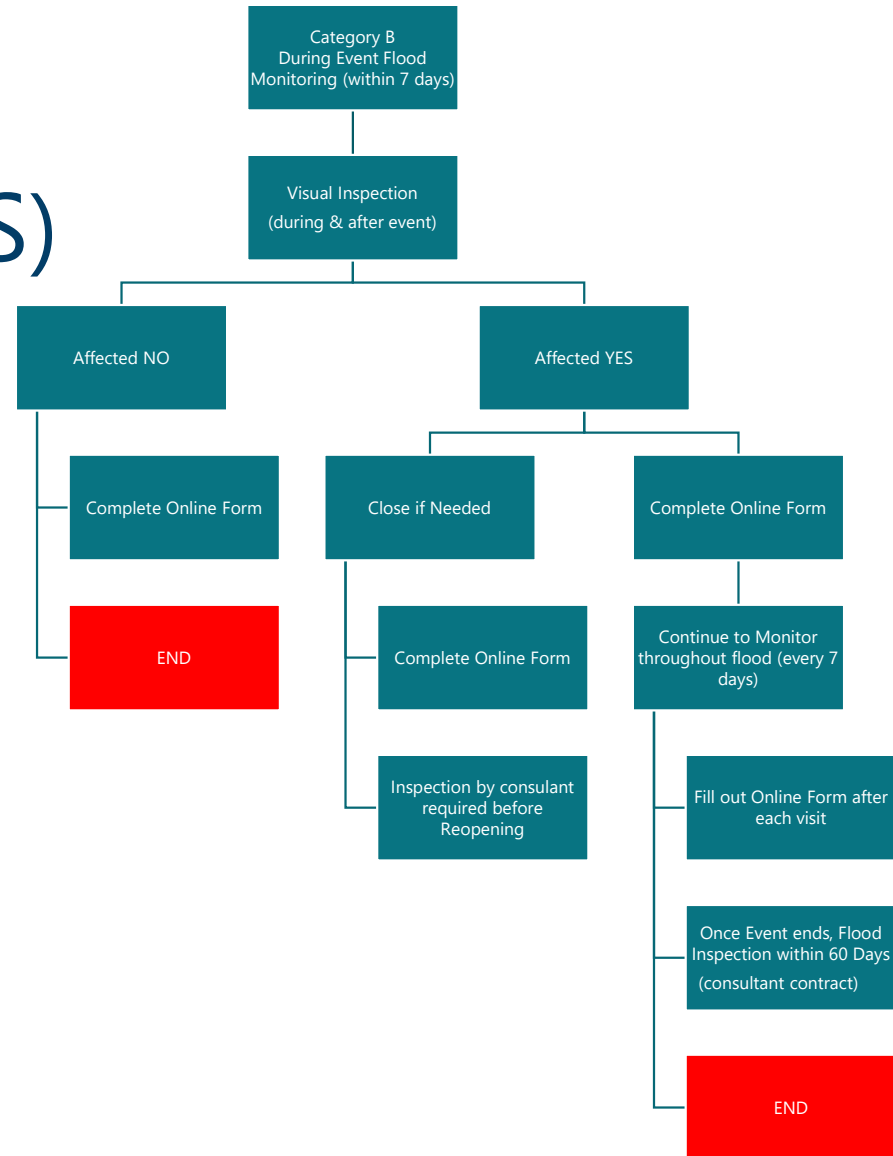 Category B
During Event Flood
Monitoring (within 7 days)
S)
Visual Inspection
(during & after event)
Affected NO
Affected YES
Complete Online Form
Close if Needed
Complete Online Form
END
Complete Online Form
Continue to Monitor
throughout flood (every 7
days)
Inspection by consulant
required before
Reopening
Fill out Online Form after
each visit
Once Event ends, Flood
Inspection within 60 Days
(consultant contract)
END